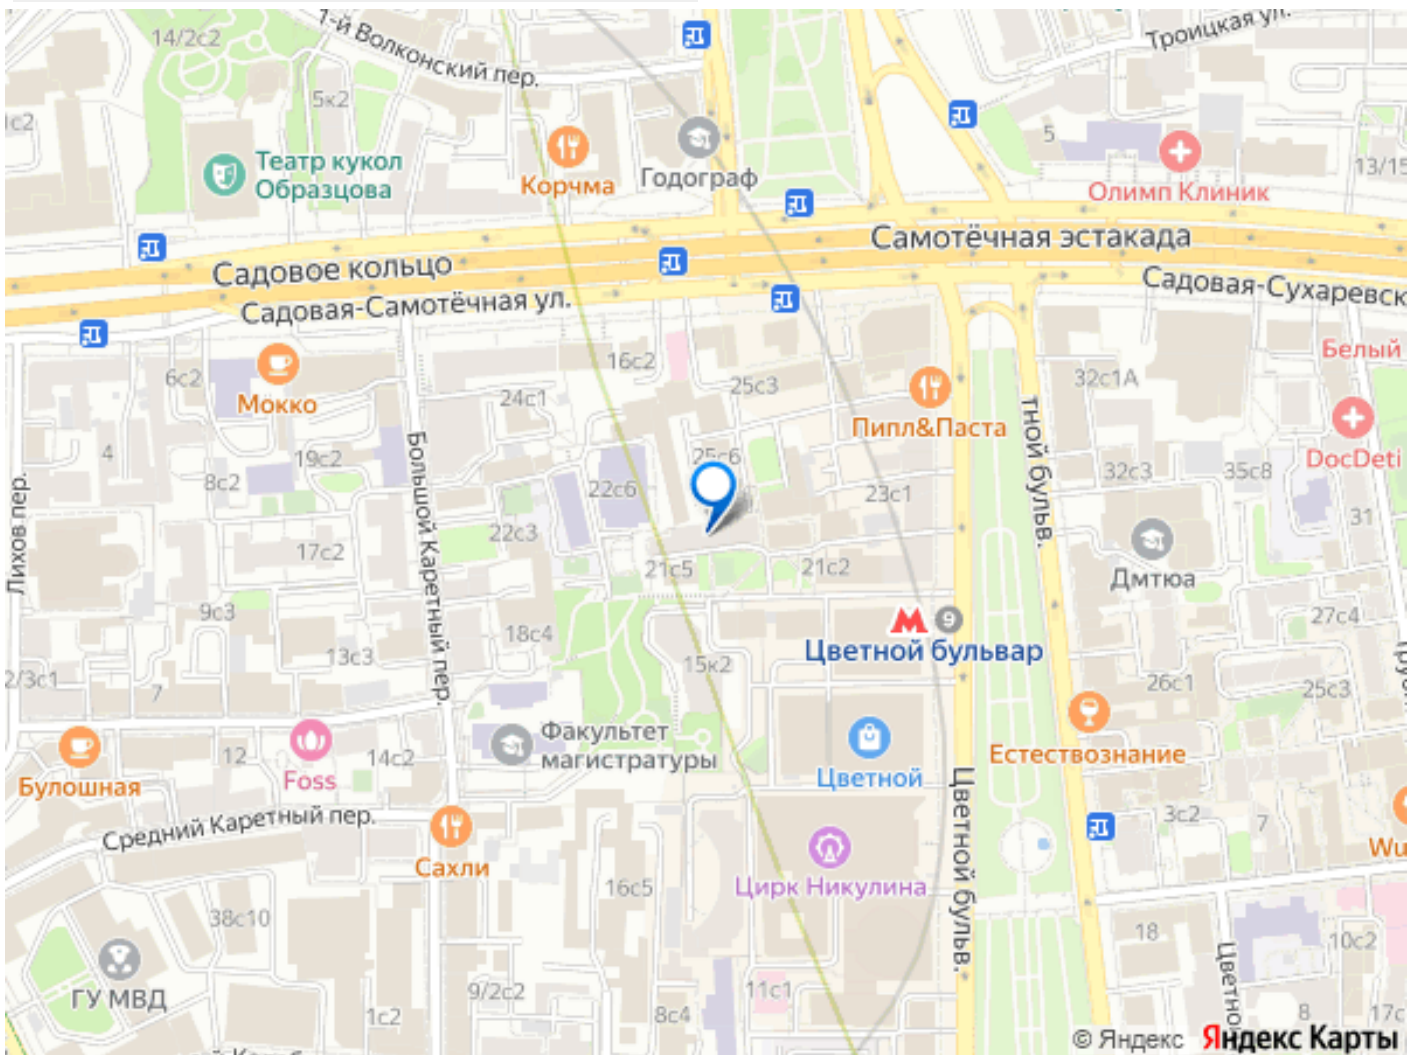 14/2с2
1-й Волконский пер.
Троицкая ул.
1с2
5к2
5
13/15
Театр кукол
Образцова
Корчма
Годограф
Олимп Клиник
Самотёчная эстакада
Садовое кольцо
Садовая-Самотёчная ул.
Садовая-Сухаревск
6с2
Мокко
16с2
25с3
24с1
Пипл&Паста
32с1А
Белый
DocDeti
4
19с2
8с2
25с6
22с6
23с1
32с3
35с8
31
Лихов пер.
Большой Каретный пер.
тной бульв.
17с2
22с3
21с5
21с2
Дмтюа
9с3
18с4
13с3
15к2
Цветной бульвар
9
27с4
26с1
25с3
2/3с1
7
Булошная
12
Foss
14с2
Факультет
магистратуры
Цветной
Естествознание
Средний Каретный пер.
Сахли
Цирк Никулина
Цветной бульв.
3с2
7
Wu
16с5
38с10
18
10с2
ГУ МВД
9/2с2
11с1
Цветно
1с2
8с4
8
17с
© Яндекс Яндекс Карты